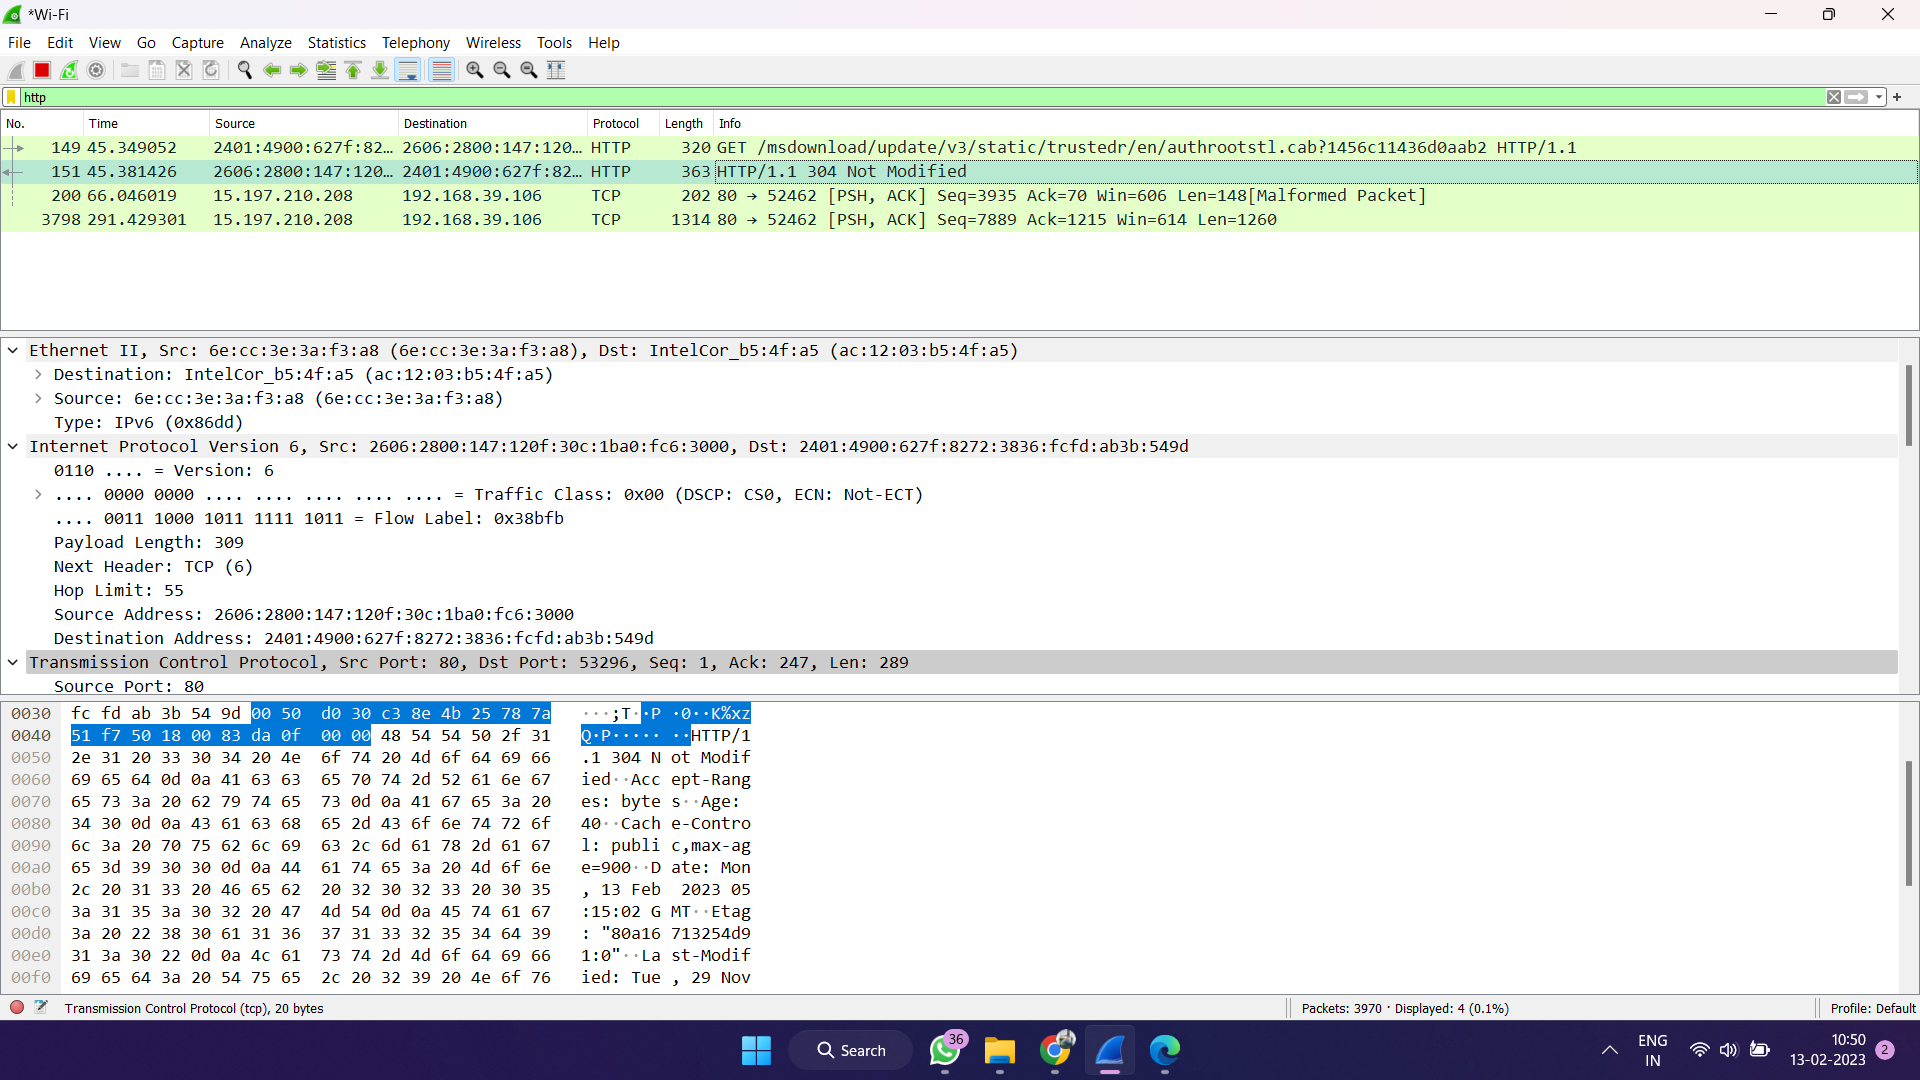 *Wi-Fi
File Edit View Go Capture Analyze Statistics Telephony Wireless Tools Help
http
No. Time Source Destination Protocol Length Info
149 45.349052 2401:4900:627f:82… 2606:2800:147:120… HTTP 320 GET /msdownload/update/v3/static/trustedr/en/authrootstl.cab?1456c11436d0aab2 HTTP/1.1
151 45.381426 2606:2800:147:120… 2401:4900:627f:82… HTTP 363 HTTP/1.1 304 Not Modified
200 66.046019 15.197.210.208 192.168.39.106 TCP 202 80 → 52462 [PSH, ACK] Seq=3935 Ack=70 Win=606 Len=148[Malformed Packet]
3798 291.429301 15.197.210.208 192.168.39.106 TCP 1314 80 → 52462 [PSH, ACK] Seq=7889 Ack=1215 Win=614 Len=1260
Ethernet II, Src: 6e:cc:3e:3a:f3:a8 (6e:cc:3e:3a:f3:a8), Dst: IntelCor_b5:4f:a5 (ac:12:03:b5:4f:a5)
Destination: IntelCor_b5:4f:a5 (ac:12:03:b5:4f:a5)
Source: 6e:cc:3e:3a:f3:a8 (6e:cc:3e:3a:f3:a8)
Type: IPv6 (0x86dd)
Internet Protocol Version 6, Src: 2606:2800:147:120f:30c:1ba0:fc6:3000, Dst: 2401:4900:627f:8272:3836:fcfd:ab3b:549d
0110 .... = Version: 6
.... 0000 0000 .... .... .... .... .... = Traffic Class: 0x00 (DSCP: CS0, ECN: Not-ECT)
.... 0011 1000 1011 1111 1011 = Flow Label: 0x38bfb
Payload Length: 309
Next Header: TCP (6)
Hop Limit: 55
Source Address: 2606:2800:147:120f:30c:1ba0:fc6:3000
Destination Address: 2401:4900:627f:8272:3836:fcfd:ab3b:549d
Transmission Control Protocol, Src Port: 80, Dst Port: 53296, Seq: 1, Ack: 247, Len: 289
Source Port: 80
0030 fc fd ab 3b 54 9d 00 50 d0 30 c3 8e 4b 25 78 7a ···;T··P ·0··K%xz
0040 51 f7 50 18 00 83 da 0f 00 00 48 54 54 50 2f 31 Q·P····· ··HTTP/1
0050 2e 31 20 33 30 34 20 4e 6f 74 20 4d 6f 64 69 66 .1 304 N ot Modif
0060 69 65 64 0d 0a 41 63 63 65 70 74 2d 52 61 6e 67 ied··Acc ept-Rang
0070 65 73 3a 20 62 79 74 65 73 0d 0a 41 67 65 3a 20 es: byte s··Age:
0080 34 30 0d 0a 43 61 63 68 65 2d 43 6f 6e 74 72 6f 40··Cach e-Contro
0090 6c 3a 20 70 75 62 6c 69 63 2c 6d 61 78 2d 61 67 l: publi c,max-ag
00a0 65 3d 39 30 30 0d 0a 44 61 74 65 3a 20 4d 6f 6e e=900··D ate: Mon
00b0 2c 20 31 33 20 46 65 62 20 32 30 32 33 20 30 35 , 13 Feb 2023 05
00c0 3a 31 35 3a 30 32 20 47 4d 54 0d 0a 45 74 61 67 :15:02 G MT··Etag
00d0 3a 20 22 38 30 61 31 36 37 31 33 32 35 34 64 39 : "80a16 713254d9
00e0 31 3a 30 22 0d 0a 4c 61 73 74 2d 4d 6f 64 69 66 1:0"··La st-Modif
00f0 69 65 64 3a 20 54 75 65 2c 20 32 39 20 4e 6f 76 ied: Tue , 29 Nov
Transmission Control Protocol (tcp), 20 bytes Packets: 3970 · Displayed: 4 (0.1%) Profile: Default
Search 36 ENG 10:50
IN 13-02-2023 2